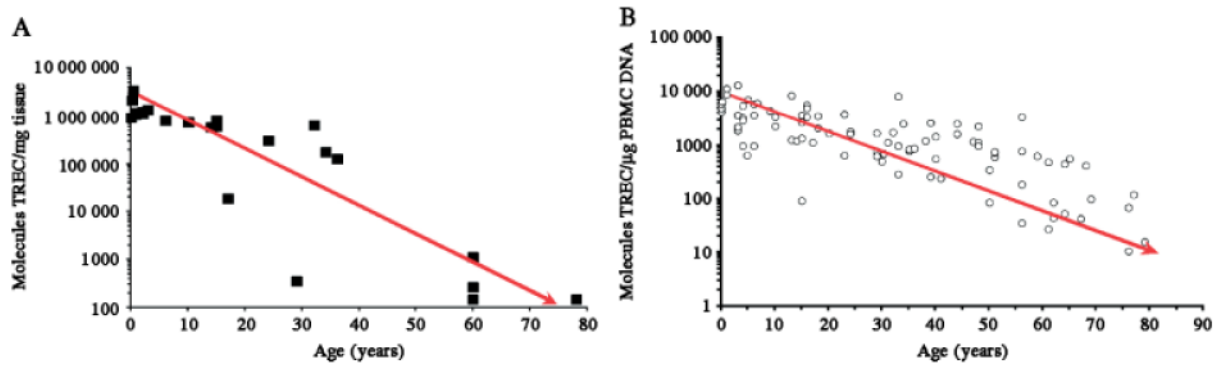 A
Molecules TREC/mg tissue
10 000 000
1 000 000
100 000
10 000
1000
100
0 10 20 30 40 50 60 70 80
Age (years)
B
Molecules TREC/µg PBMC DNA
100 000
10 000
1000
100
10
1
0 10 20 30 40 50 60 70 80 90
Age (years)